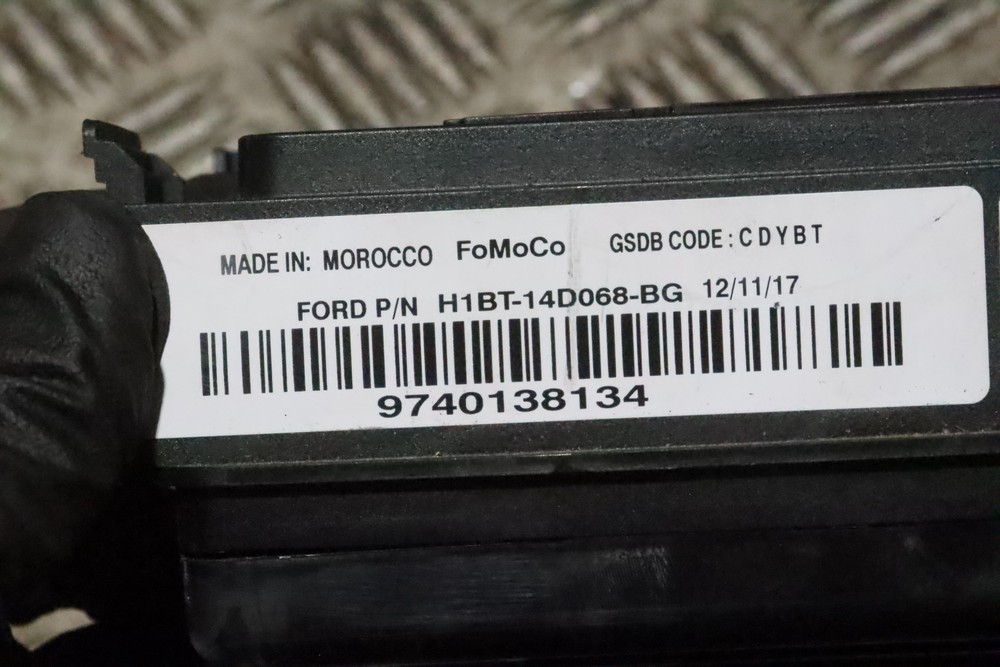 MADE IN: MOROCCO FoMoCo GSDB CODE : C D Y B T
FORD P/N H1BT-14D068-BG 12/11/17
9740138134